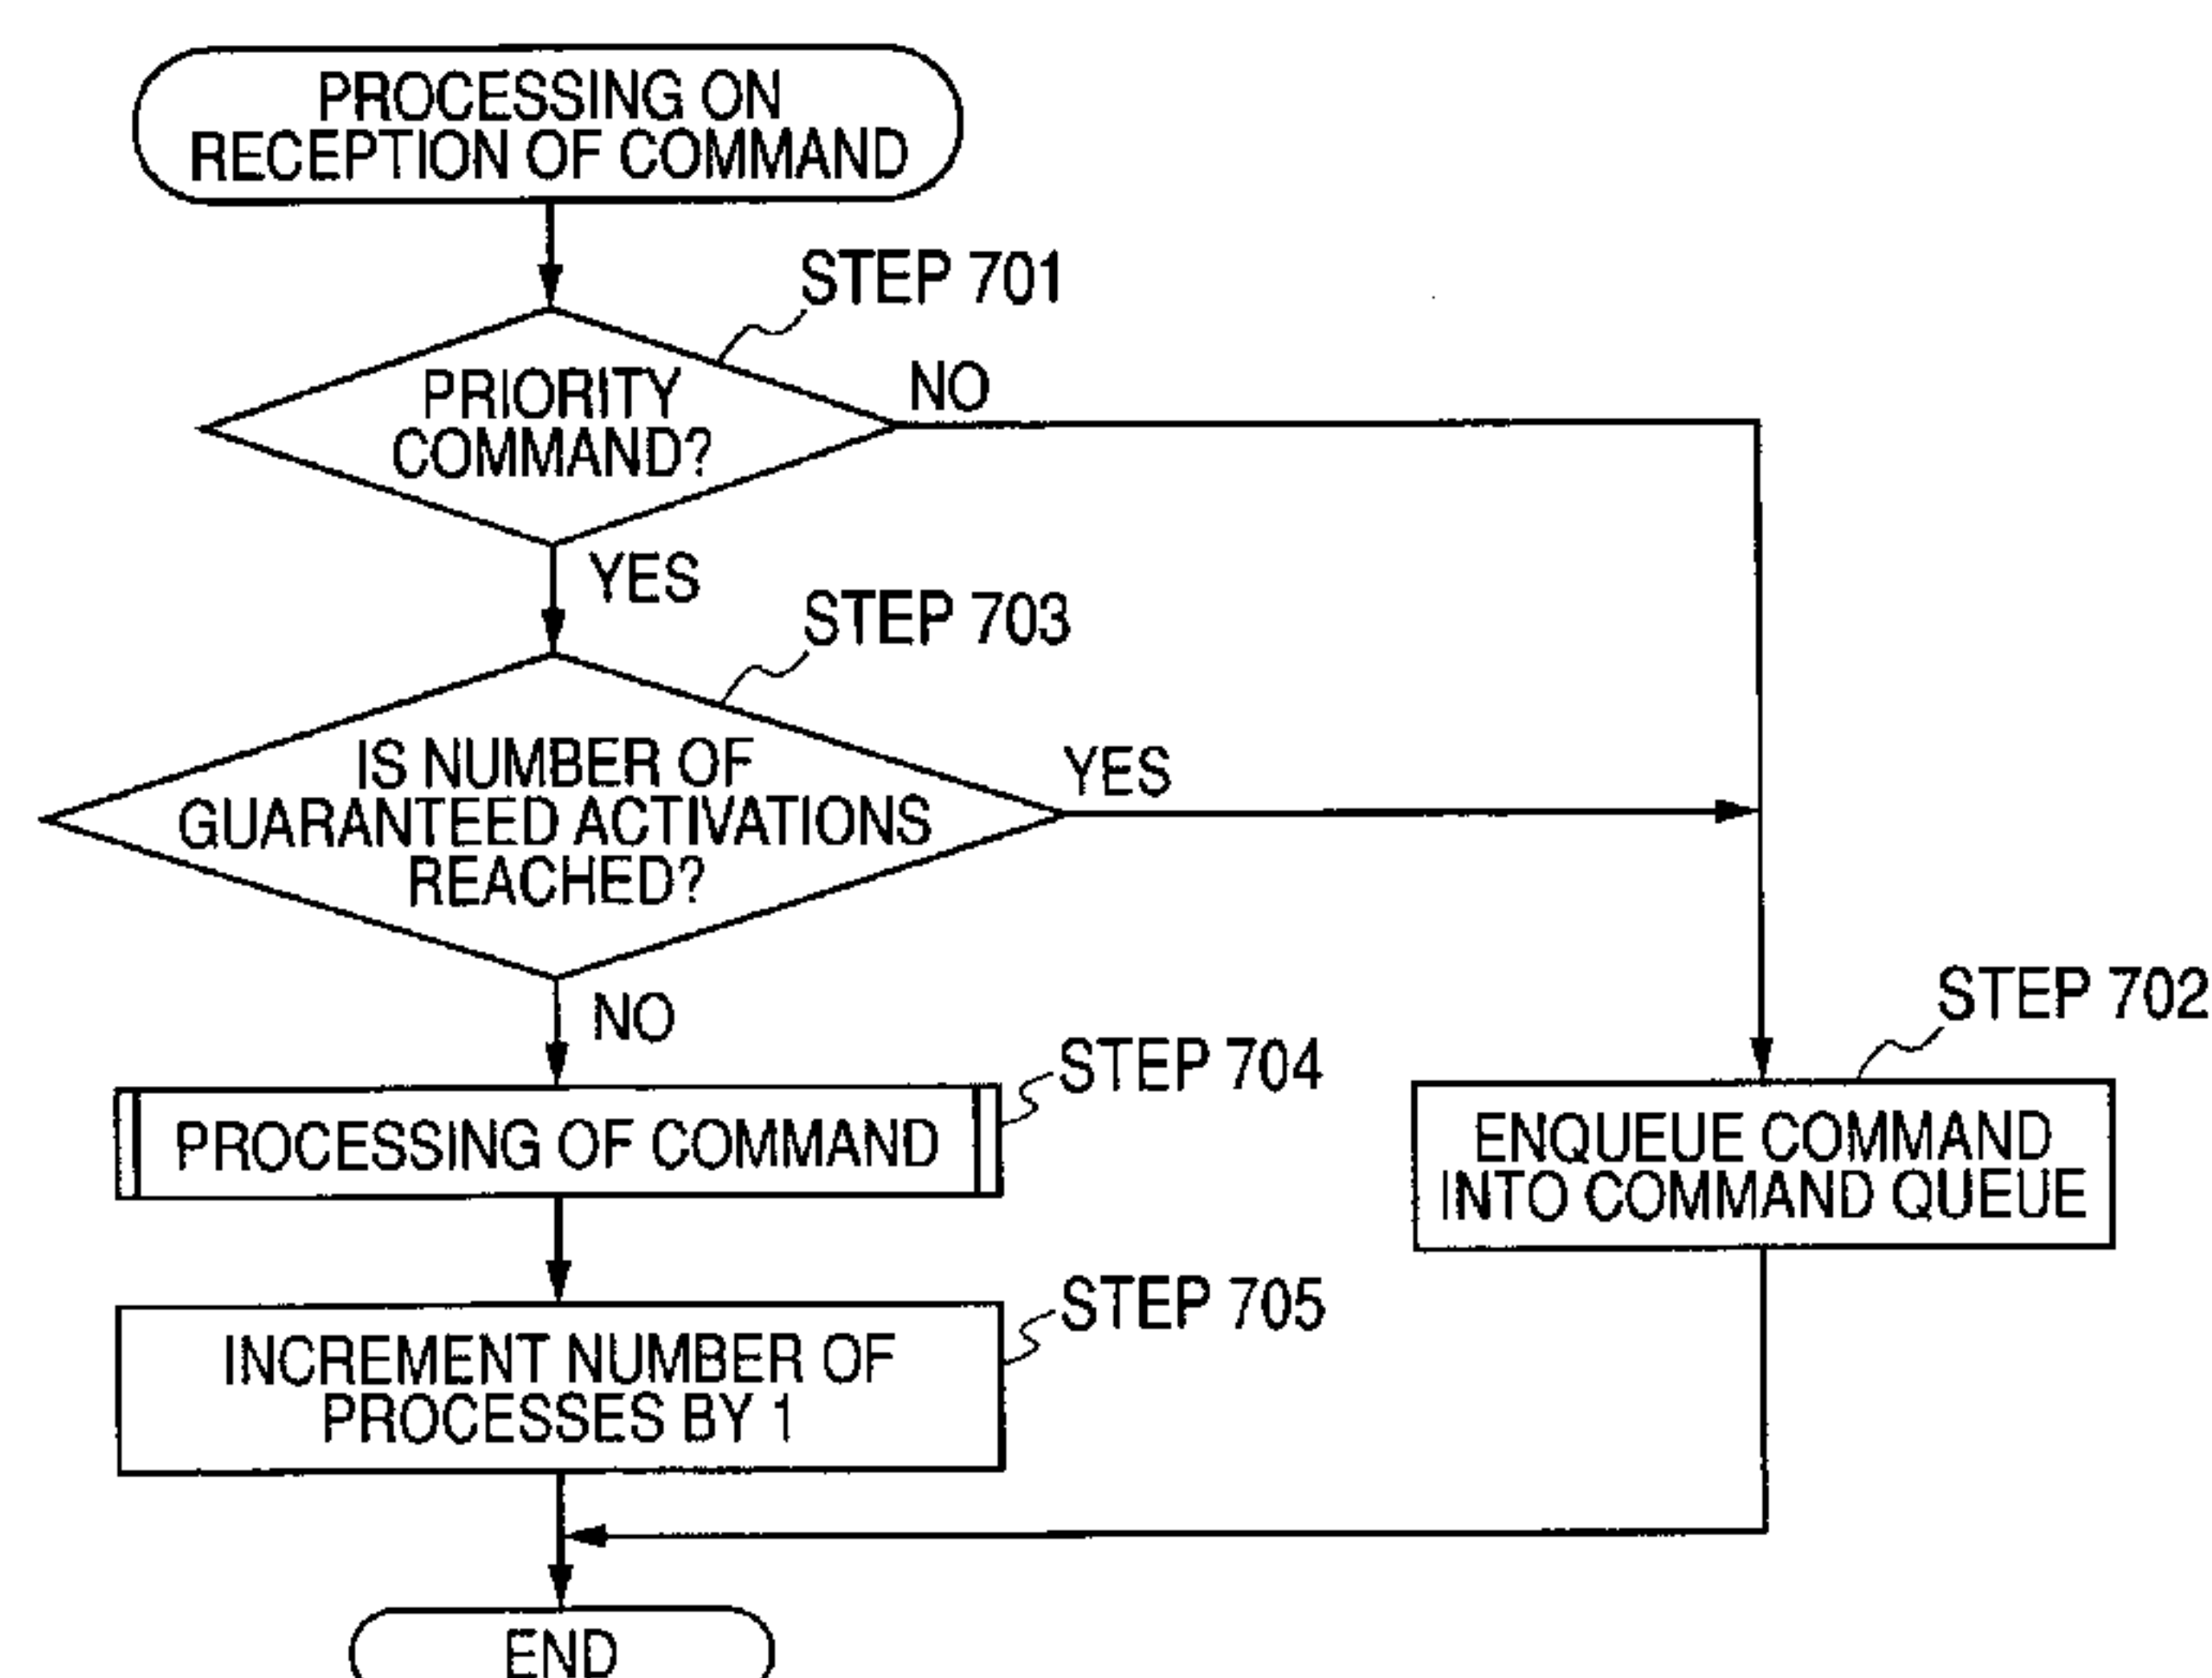 PROCESSING ON
RECEPTION OF COMMAND
STEP 701
PRIORITY
COMMAND?
NO
YES
STEP 703
IS NUMBER OF
GUARANTEED ACTIVATIONS
REACHED?
YES
NO
STEP 704
PROCESSING OF COMMAND
STEP 702
ENQUEUE COMMAND
INTO COMMAND QUEUE
STEP 705
INCREMENT NUMBER OF
PROCESSES BY 1
END